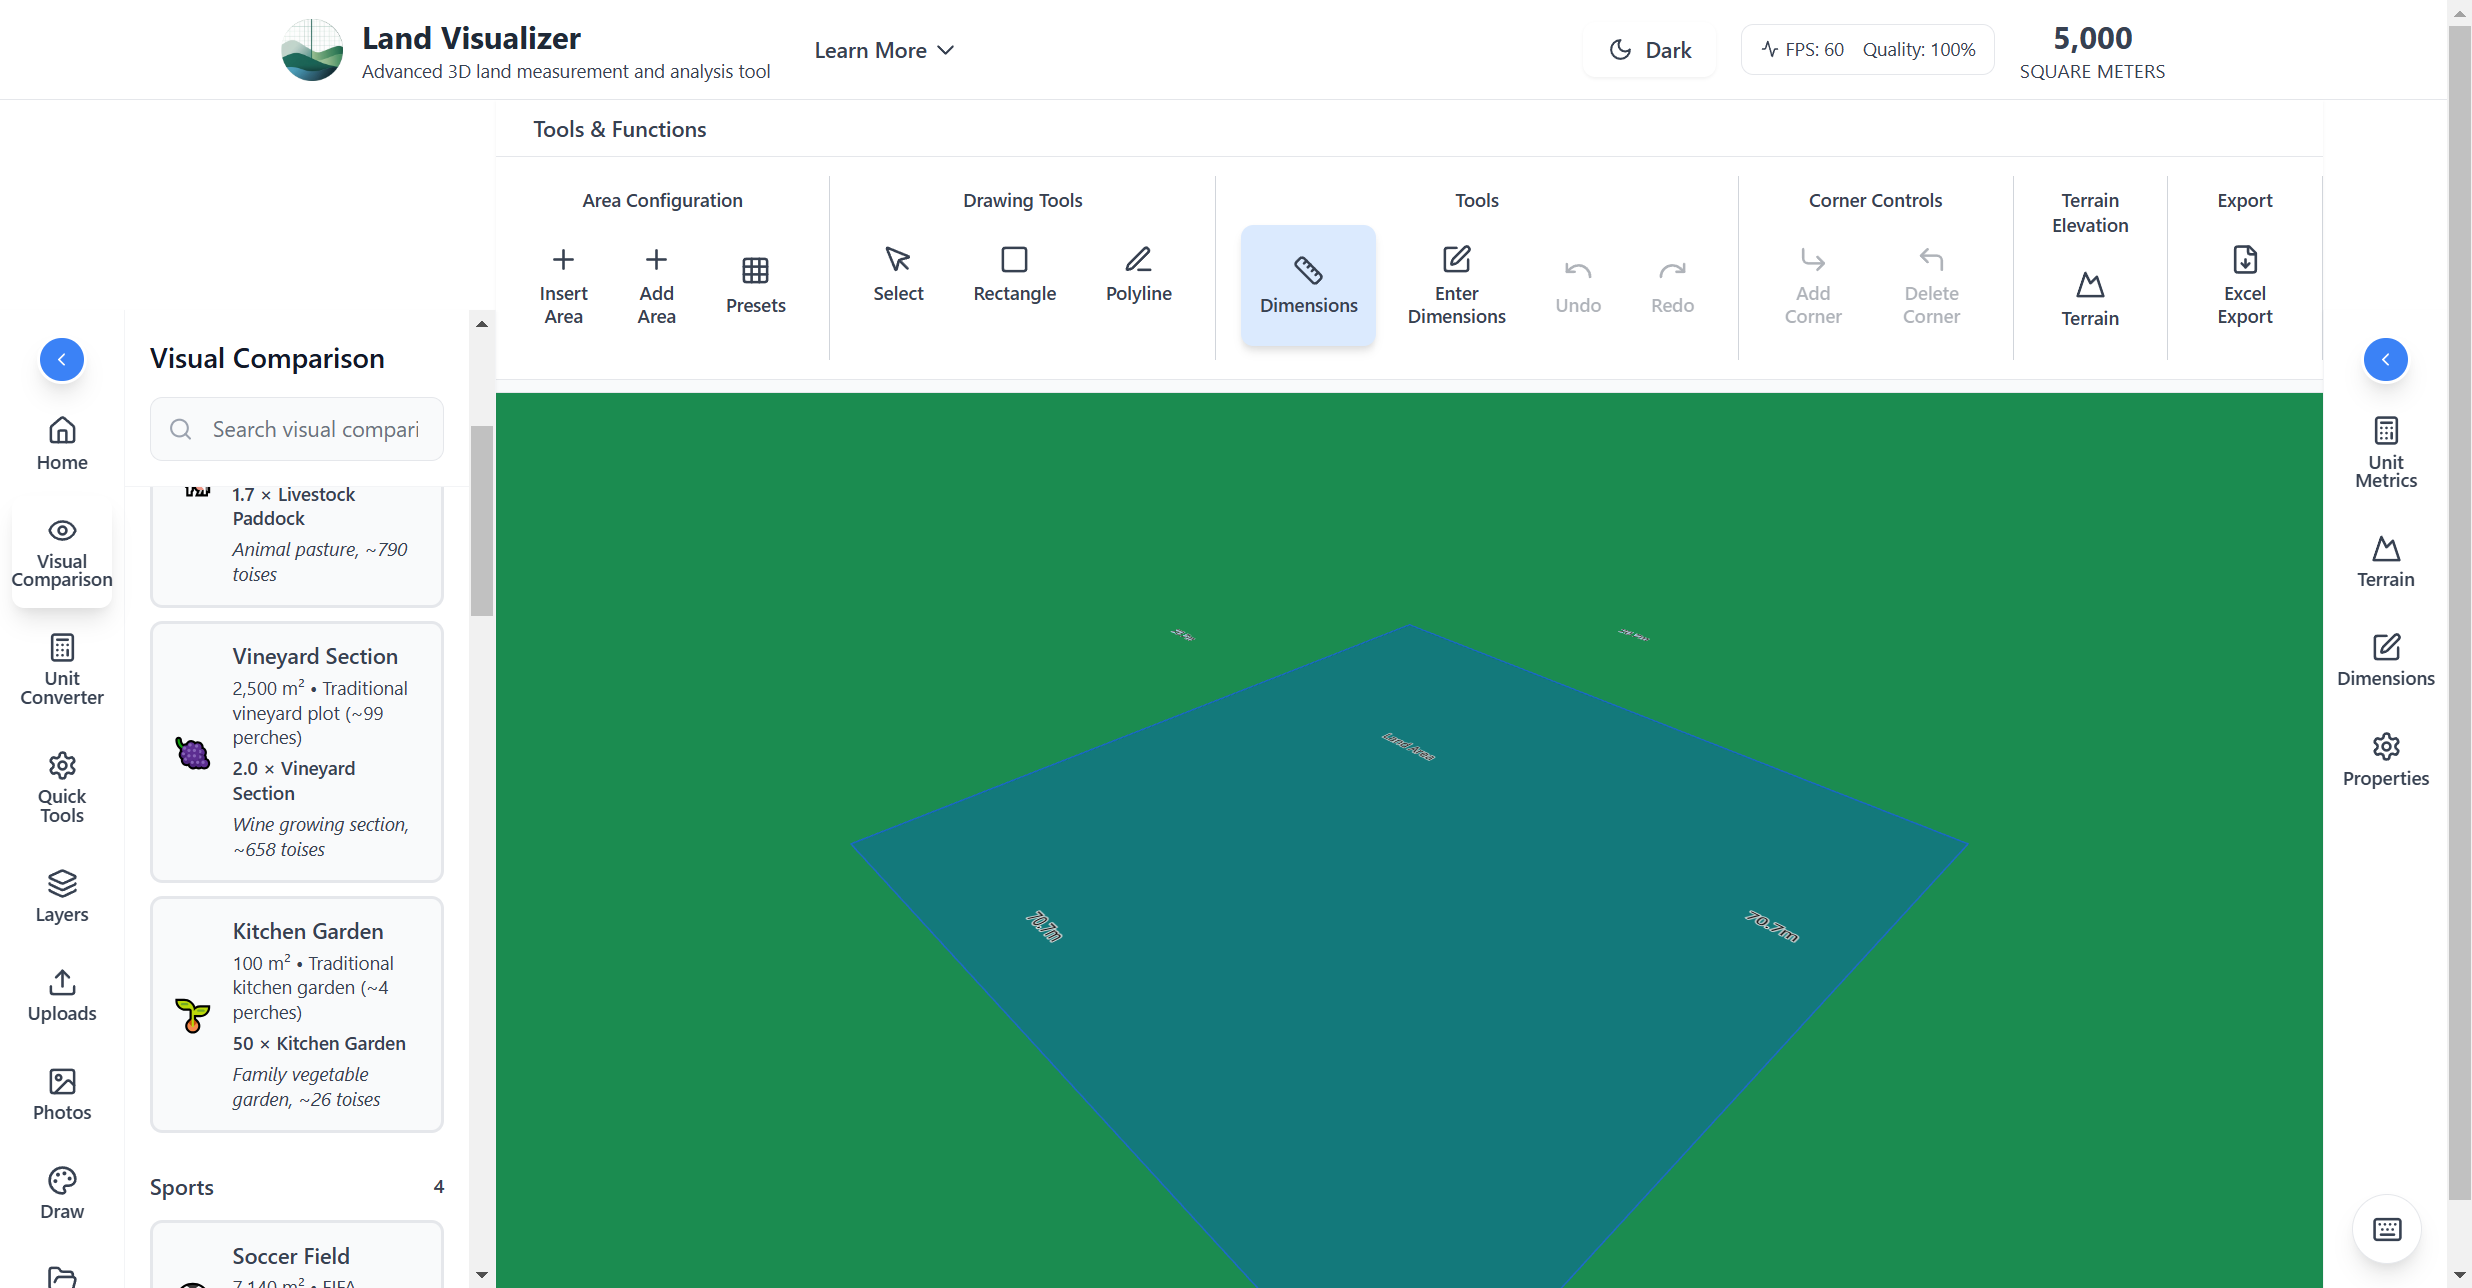 Land Visualizer
Advanced 3D land measurement and analysis tool
Learn More
Dark
FPS: 60 Quality: 100%
5,000
SQUARE METERS
Tools & Functions
Area Configuration
Insert
Area
Add
Area
Presets
Drawing Tools
Select
Rectangle
Polyline
Tools
Dimensions
Enter
Dimensions
Undo
Redo
Corner Controls
Add
Corner
Delete
Corner
Terrain
Elevation
Terrain
Export
Excel
Export
Home
Visual
Comparison
Unit
Converter
Quick
Tools
Layers
Uploads
Photos
Draw
Visual Comparison
Search visual compari
1.7 × Livestock
Paddock
Animal pasture, ~790
toises
Vineyard Section
2,500 m² • Traditional
vineyard plot (~99
perches)
2.0 × Vineyard
Section
Wine growing section,
~658 toises
Kitchen Garden
100 m² • Traditional
kitchen garden (~4
perches)
50 × Kitchen Garden
Family vegetable
garden, ~26 toises
Sports 4
Soccer Field
7,140 m² • FIFA
Land Area
70.7m
70.7m
Unit
Metrics
Terrain
Dimensions
Properties